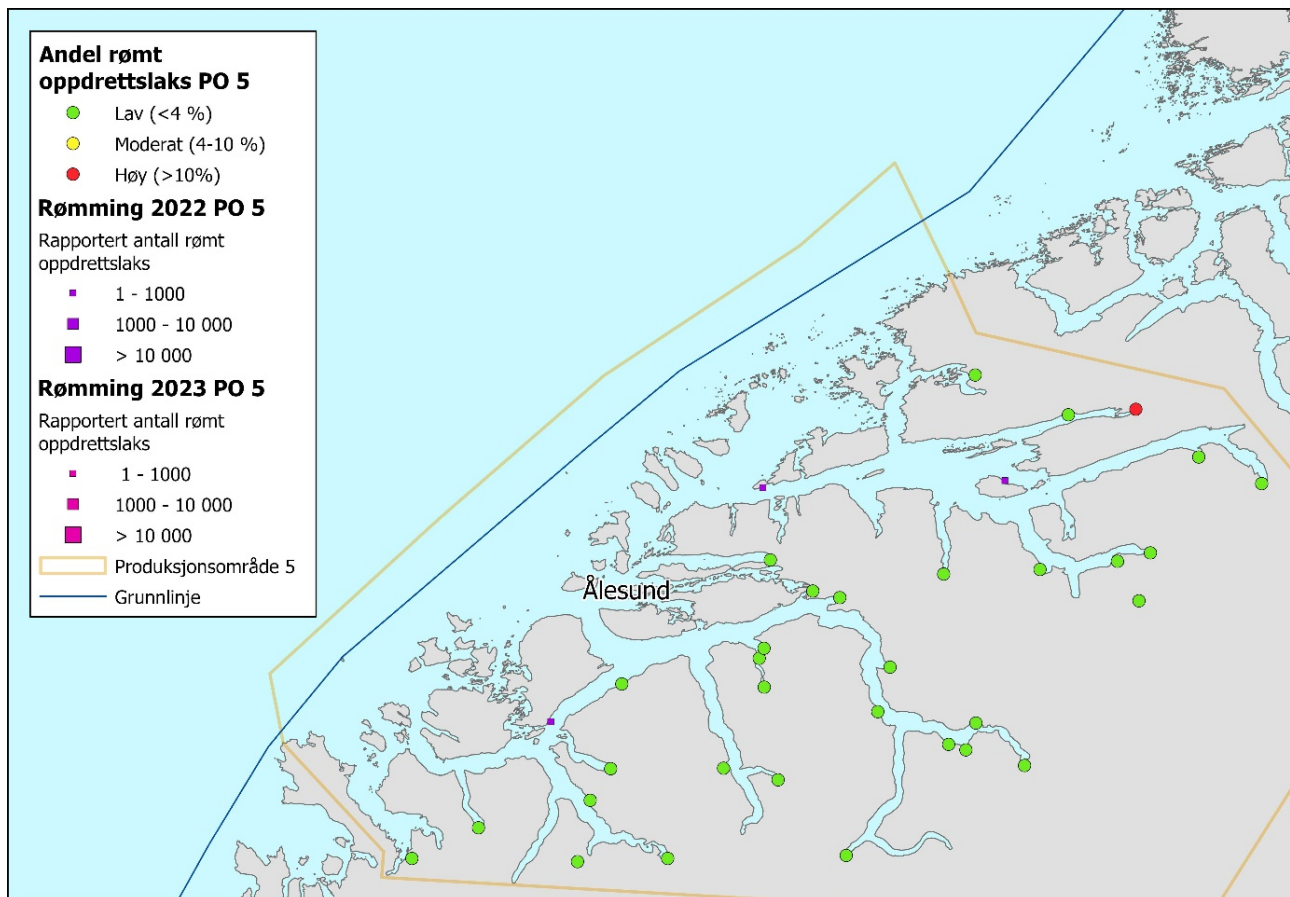 Andel rømt
oppdrettslaks PO 5
Lav (<4 %)
Moderat (4-10 %)
Høy (>10%)
Rømming 2022 PO 5
Rapportert antall rømt
oppdrettslaks
1 - 1000
1000 - 10 000
> 10 000
Rømming 2023 PO 5
Rapportert antall rømt
oppdrettslaks
1 - 1000
1000 - 10 000
> 10 000
Produksjonsområde 5
Grunnlinje
Ålesund